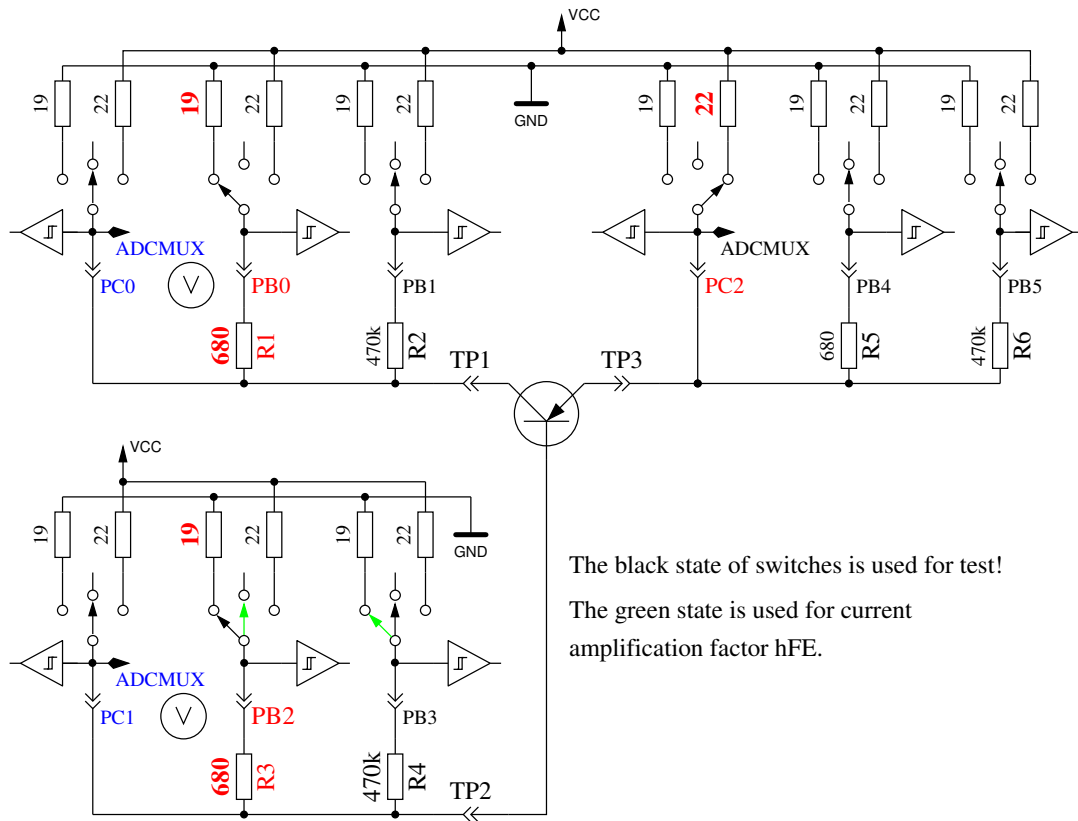 VCC
19
22
19
22
19
22
GND
19
22
19
22
19
22
ADCMUX
ADCMUX
PC0
V
PB0
PB1
PC2
PB4
PB5
680
R1
470k
R2
680
R5
470k
R6
TP1
TP3
VCC
19
22
19
22
19
22
GND
The black state of switches is used for test!
The green state is used for current
amplification factor hFE.
ADCMUX
PC1
V
PB2
PB3
680
R3
470k
R4
TP2